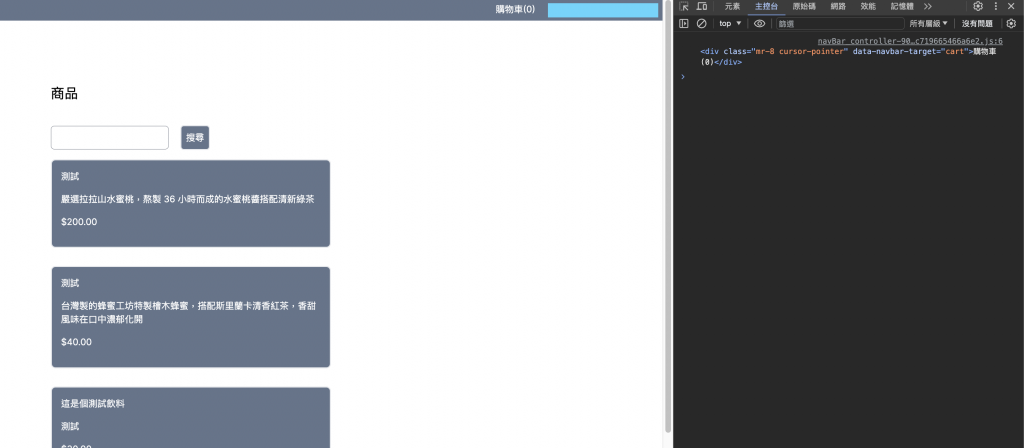 購物車(0)
商品
搜尋
測試
嚴選拉拉山水蜜桃，熬製 36 小時而成的水蜜桃醬搭配清新綠茶
$200.00
測試
台灣製的蜂蜜工坊特製檜木蜂蜜，搭配斯里蘭卡清香紅茶，香甜
風味在口中濃郁化開
$40.00
這是個測試飲料
測試
$20.00
元素 主控台 原始碼 網路 效能 記憶體
top 篩選 所有層級 沒有問題
navBar_controller-90…c719665466a6e2.js:6
<div class="mr-8 cursor-pointer" data-navbar-target="cart">購物車
(0)</div>